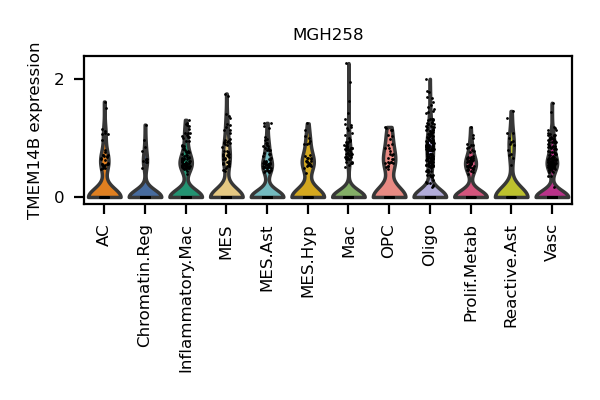 MGH258
TMEM14B expression
2
0
AC
Chromatin.Reg
Inflammatory.Mac
MES
MES.Ast
MES.Hyp
Mac
OPC
Oligo
Prolif.Metab
Reactive.Ast
Vasc